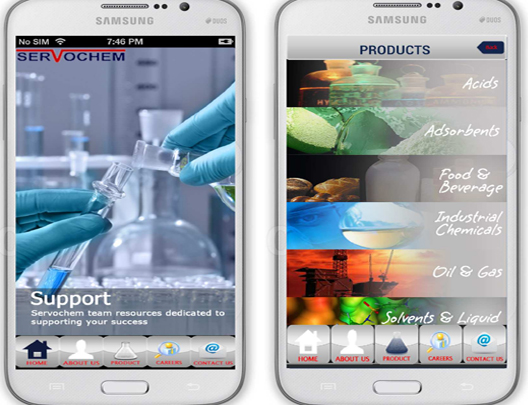 SAMSUNG
DUOS
No SIM 7:46 PM
SERVOCHEM
Support
Servochem team resources dedicated to
supporting your success
HOME ABOUT US PRODUCT CAREERS CONTACT US
SAMSUNG
DUOS
PRODUCTS
Acids
Adsorbents
Food &
Beverage
Industrial
Chemicals
Oil & Gas
Solvents & Liquid
HOME ABOUT US PRODUCT CAREERS CONTACT US